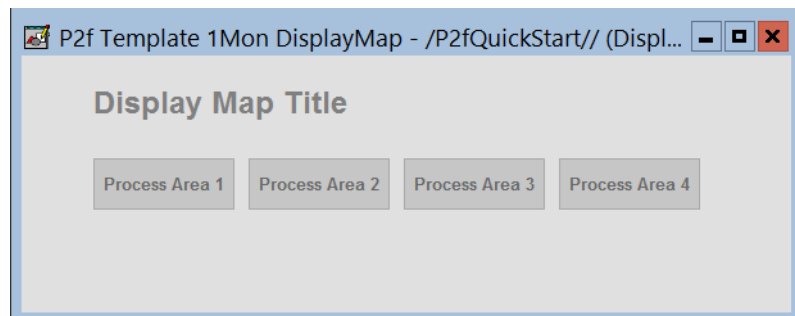 P2f Template 1Mon DisplayMap - /P2fQuickStart// (Displ...
Display Map Title
Process Area 1 Process Area 2 Process Area 3 Process Area 4